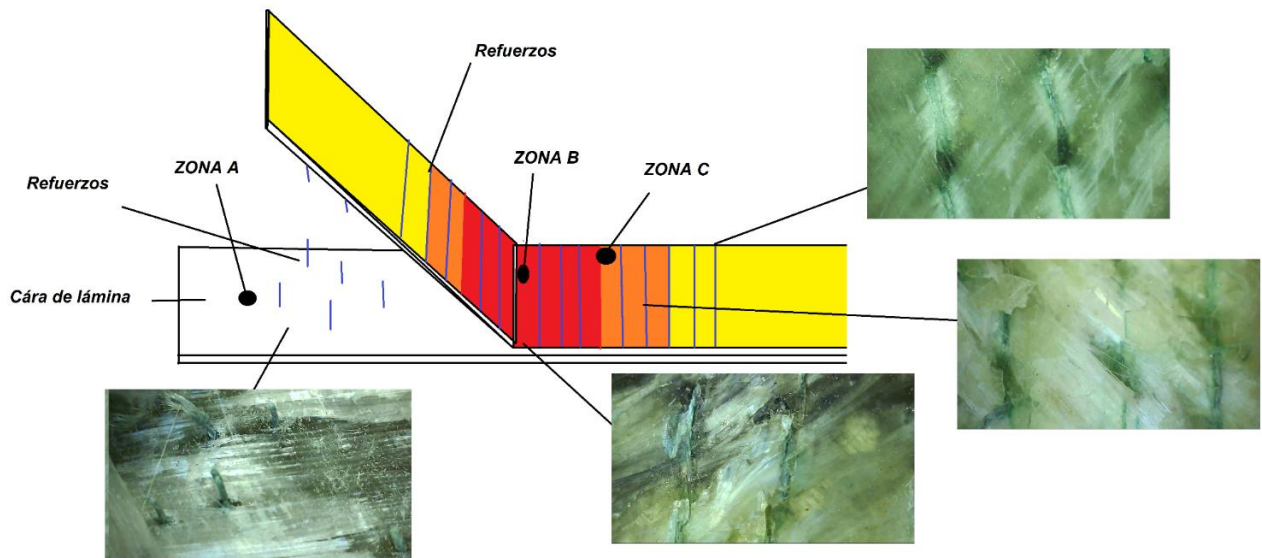 Refuerzos
ZONA B
ZONA A
ZONA C
Refuerzos
Cára de lámina